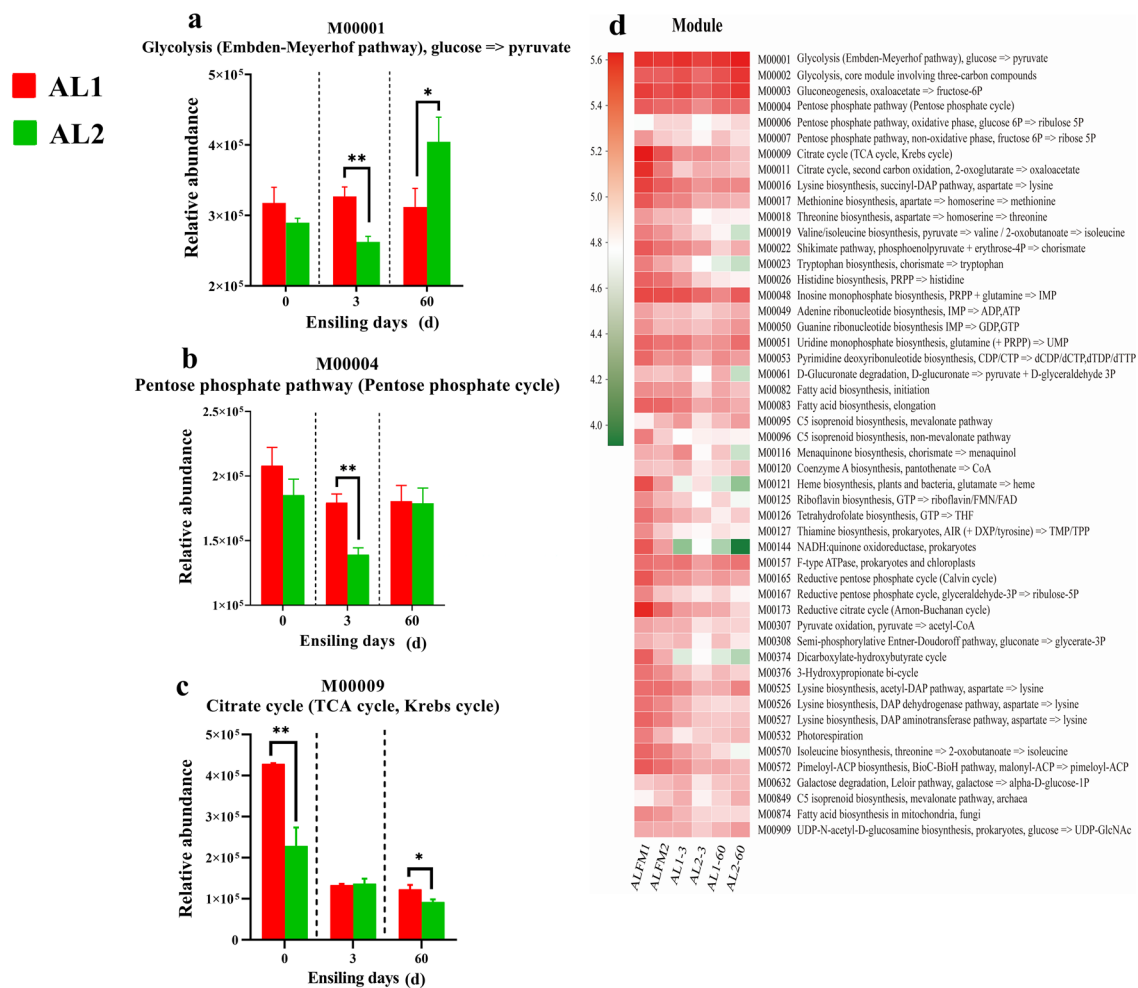 AL1
AL2
a
M00001
Glycolysis (Embden-Meyerhof pathway), glucose => pyruvate
Relative abundance
5×10⁵
4×10⁵
3×10⁵
2×10⁵
**
*
0
3
60
Ensiling days (d)
b
M00004
Pentose phosphate pathway (Pentose phosphate cycle)
Relative abundance
2.5×10⁵
2×10⁵
1.5×10⁵
1×10⁵
**
0
3
60
Ensiling days (d)
c
M00009
Citrate cycle (TCA cycle, Krebs cycle)
Relative abundance
5×10⁵
4×10⁵
3×10⁵
2×10⁵
1×10⁵
0
**
*
0
3
60
Ensiling days (d)
d
Module
5.6
5.4
5.2
5.0
4.8
4.6
4.4
4.2
4.0
M00001 Glycolysis (Embden-Meyerhof pathway), glucose => pyruvate
M00002 Glycolysis, core module involving three-carbon compounds
M00003 Gluconeogenesis, oxaloacetate => fructose-6P
M00004 Pentose phosphate pathway (Pentose phosphate cycle)
M00006 Pentose phosphate pathway, oxidative phase, glucose 6P => ribulose 5P
M00007 Pentose phosphate pathway, non-oxidative phase, fructose 6P => ribose 5P
M00009 Citrate cycle (TCA cycle, Krebs cycle)
M00011 Citrate cycle, second carbon oxidation, 2-oxoglutarate => oxaloacetate
M00016 Lysine biosynthesis, succinyl-DAP pathway, aspartate => lysine
M00017 Methionine biosynthesis, apartate => homoserine => methionine
M00018 Threonine biosynthesis, aspartate => homoserine => threonine
M00019 Valine/isoleucine biosynthesis, pyruvate => valine / 2-oxobutanoate => isoleucine
M00022 Shikimate pathway, phosphoenolpyruvate + erythrose-4P => chorismate
M00023 Tryptophan biosynthesis, chorismate => tryptophan
M00026 Histidine biosynthesis, PRPP => histidine
M00048 Inosine monophosphate biosynthesis, PRPP + glutamine => IMP
M00049 Adenine ribonucleotide biosynthesis, IMP => ADP,ATP
M00050 Guanine ribonucleotide biosynthesis IMP => GDP,GTP
M00051 Uridine monophosphate biosynthesis, glutamine (+ PRPP) => UMP
M00053 Pyrimidine deoxyribonuleotide biosynthesis, CDP/CTP => dCDP/dCTP,dTDP/dTTP
M00061 D-Glucuronate degradation, D-glucuronate => pyruvate + D-glyceraldehyde 3P
M00082 Fatty acid biosynthesis, initiation
M00083 Fatty acid biosynthesis, elongation
M00095 C5 isoprenoid biosynthesis, mevalonate pathway
M00096 C5 isoprenoid biosynthesis, non-mevalonate pathway
M00116 Menaquinone biosynthesis, chorismate => menaquinol
M00120 Coenzyme A biosynthesis, pantothenate => CoA
M00121 Heme biosynthesis, plants and bacteria, glutamate => heme
M00125 Riboflavin biosynthesis, GTP => riboflavin/FMN/FAD
M00126 Tetrahydrofolate biosynthesis, GTP => THF
M00127 Thiamine biosynthesis, prokaryotes, AIR (+ DXP/tyrosine) => TMP/TPP
M00144 NADH:quinone oxidoreductase, prokaryotes
M00157 F-type ATPase, prokaryotes and chloroplasts
M00165 Reductive pentose phosphate cycle (Calvin cycle)
M00167 Reductive pentose phosphate cycle, glyceraldehyde-3P => ribulose-5P
M00173 Reductive citrate cycle (Arnon-Buchanan cycle)
M00307 Pyruvate oxidation, pyruvate => acetyl-CoA
M00308 Semi-phosphorylative Entner-Doudoroff pathway, gluconate => glycerate-3P
M00374 Dicarboxylate-hydroxybutyrate cycle
M00376 3-Hydroxypropionate bi-cycle
M00525 Lysine biosynthesis, acetyl-DAP pathway, aspartate => lysine
M00526 Lysine biosynthesis, DAP dehydrogenase pathway, aspartate => lysine
M00527 Lysine biosynthesis, DAP aminotransferase pathway, aspartate => lysine
M00532 Photorespiration
M00570 Isoleucine biosynthesis, threonine => 2-oxobutanoate => isoleucine
M00572 Pimeloyl-ACP biosynthesis, BioC-BioH pathway, malonyl-ACP => pimeloyl-ACP
M00632 Galactose degradation, Leloir pathway, galactose => alpha-D-glucose-1P
M00849 C5 isoprenoid biosynthesis, mevalonate pathway, archaea
M00874 Fatty acid biosynthesis in mitochondria, fungi
M00909 UDP-N-acetyl-D-glucosamine biosynthesis, prokaryotes, glucose => UDP-GlcNAc
ALFM1
ALFM2
AL1-3
AL2-3
AL1-60
AL2-60